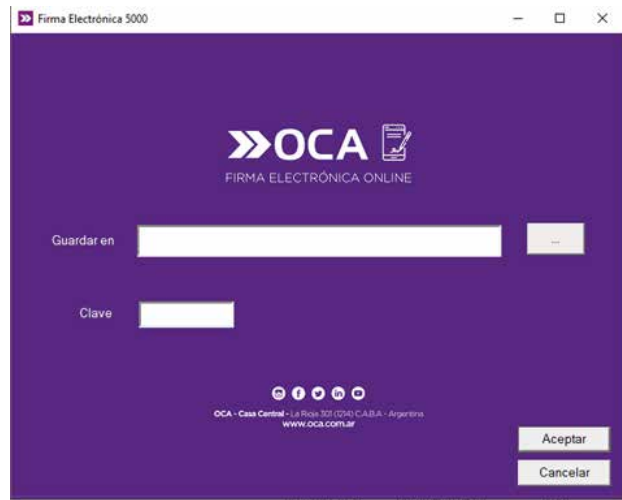 Firma Electrónica 5000
OCA
FIRMA ELECTRÓNICA ONLINE
Guardar en
...
Clave
OCA - Casa Central - La Rioja 301 (1214) C.A.B.A - Argentina
www.oca.com.ar
Aceptar
Cancelar